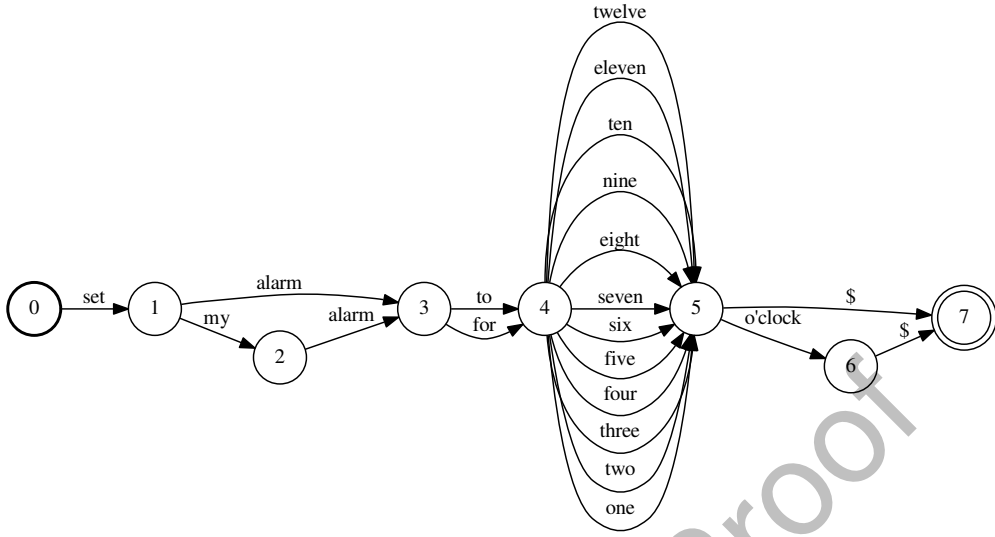 twelve
eleven
ten
nine
eight
0 set 1 alarm 3 to 4 seven 5 $ 7
my for six o'clock $
2 alarm five 6
four
three
two
one
Proof